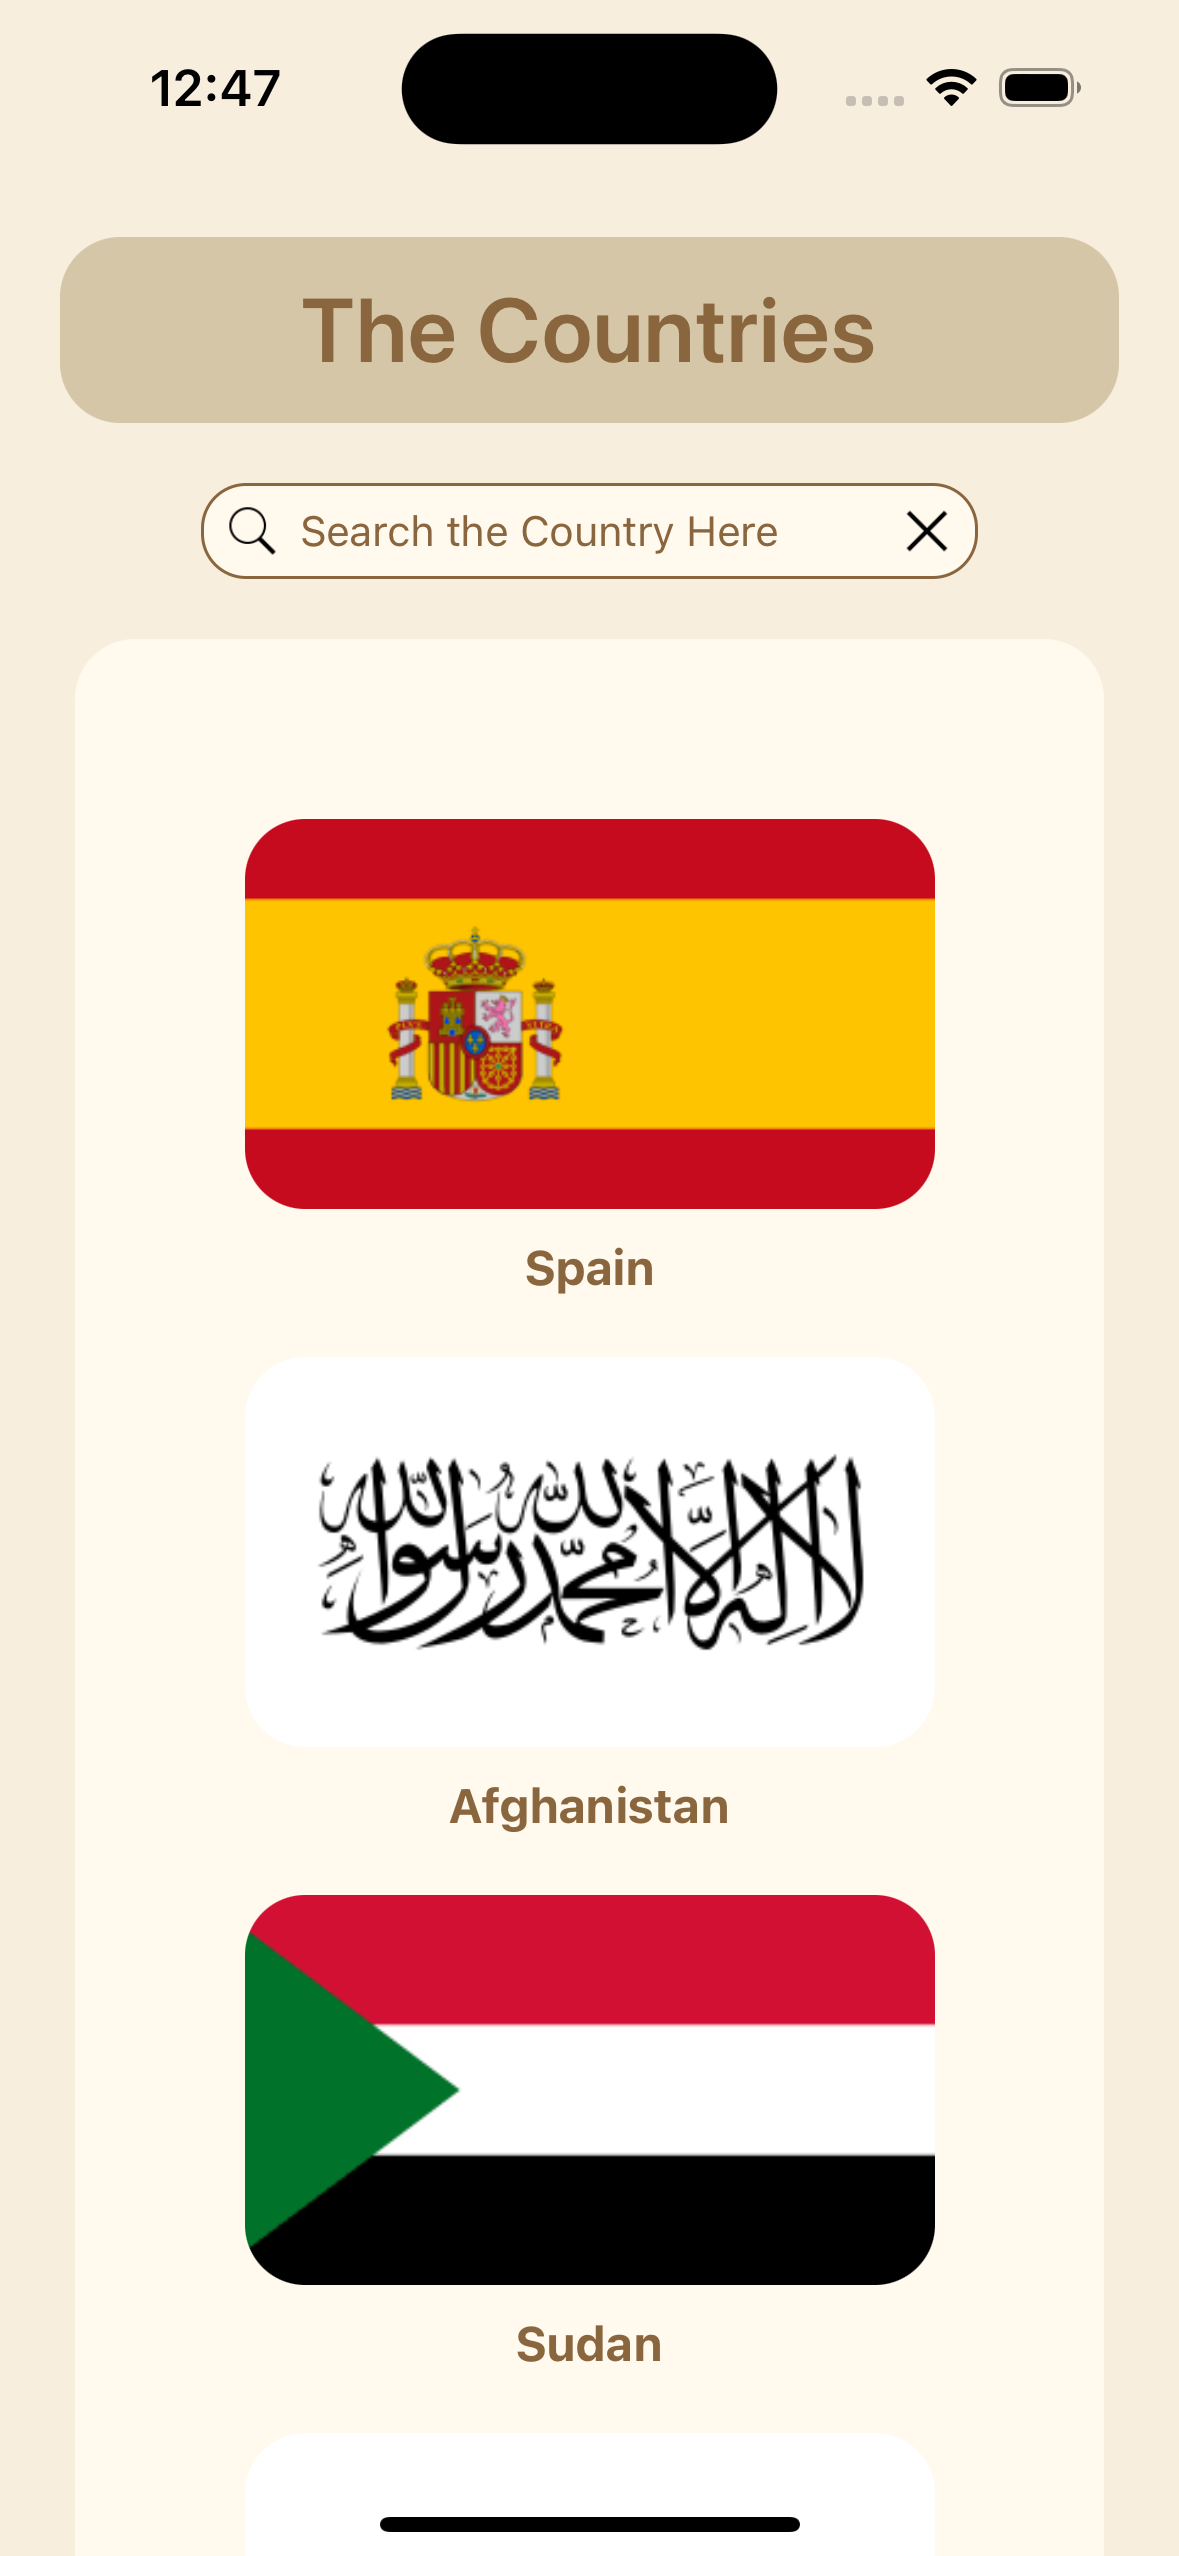 12:47
The Countries
Search the Country Here
Spain
لا إله إلا الله محمد رسول الله
Afghanistan
Sudan